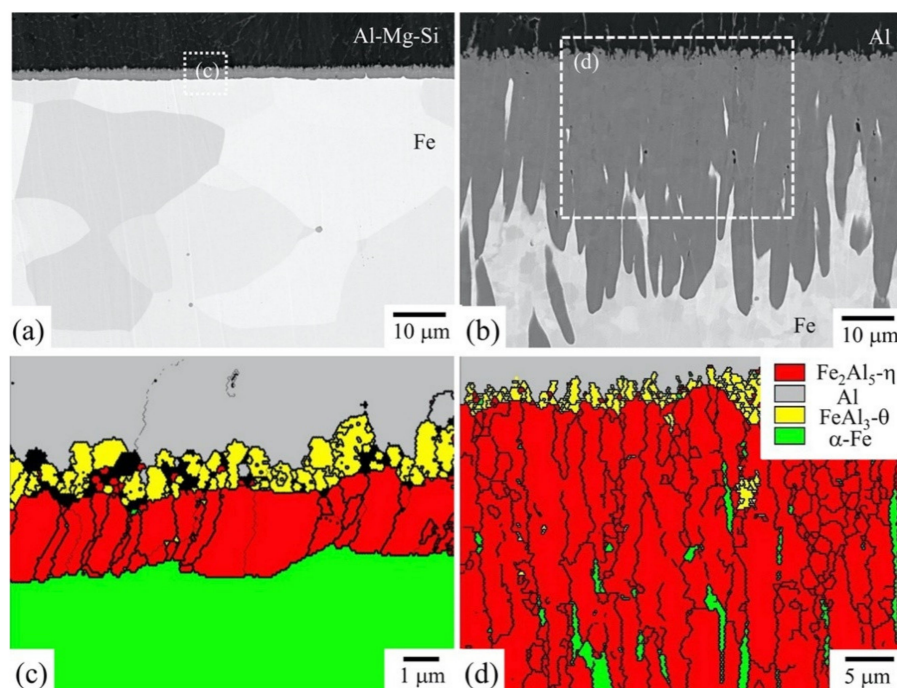 Al-Mg-Si
(c)
Fe
(a)
10 μm
Al
(d)
Fe
(b)
10 μm
(c)
1 μm
Fe₂Al₅-η
Al
FeAl₃-θ
α-Fe
(d)
5 μm